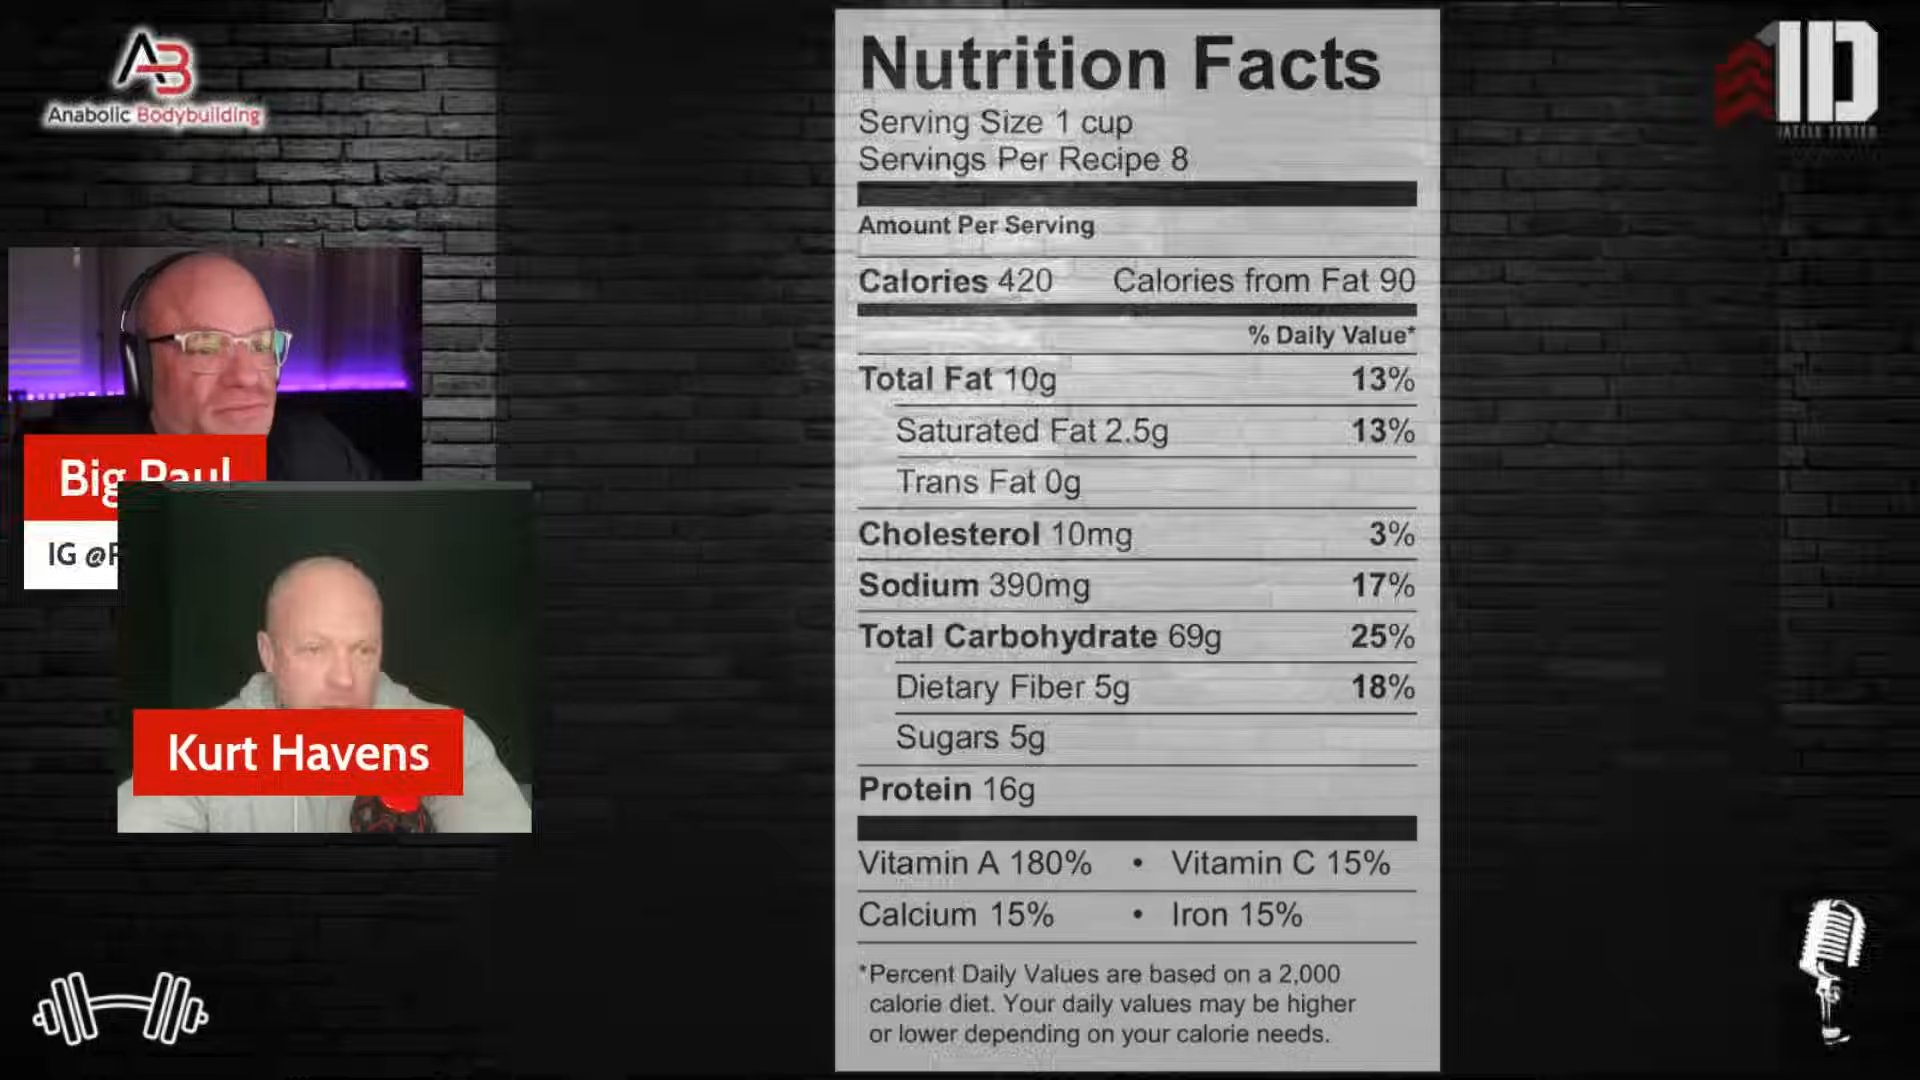 AB
Anabolic Bodybuilding
1D
Big Paul
IG @
Kurt Havens
Nutrition Facts
Serving Size 1 cup
Servings Per Recipe 8
Amount Per Serving
Calories 420 Calories from Fat 90
% Daily Value*
Total Fat 10g 13%
Saturated Fat 2.5g 13%
Trans Fat 0g
Cholesterol 10mg 3%
Sodium 390mg 17%
Total Carbohydrate 69g 25%
Dietary Fiber 5g 18%
Sugars 5g
Protein 16g
Vitamin A 180% • Vitamin C 15%
Calcium 15% • Iron 15%
*Percent Daily Values are based on a 2,000
calorie diet. Your daily values may be higher
or lower depending on your calorie needs.